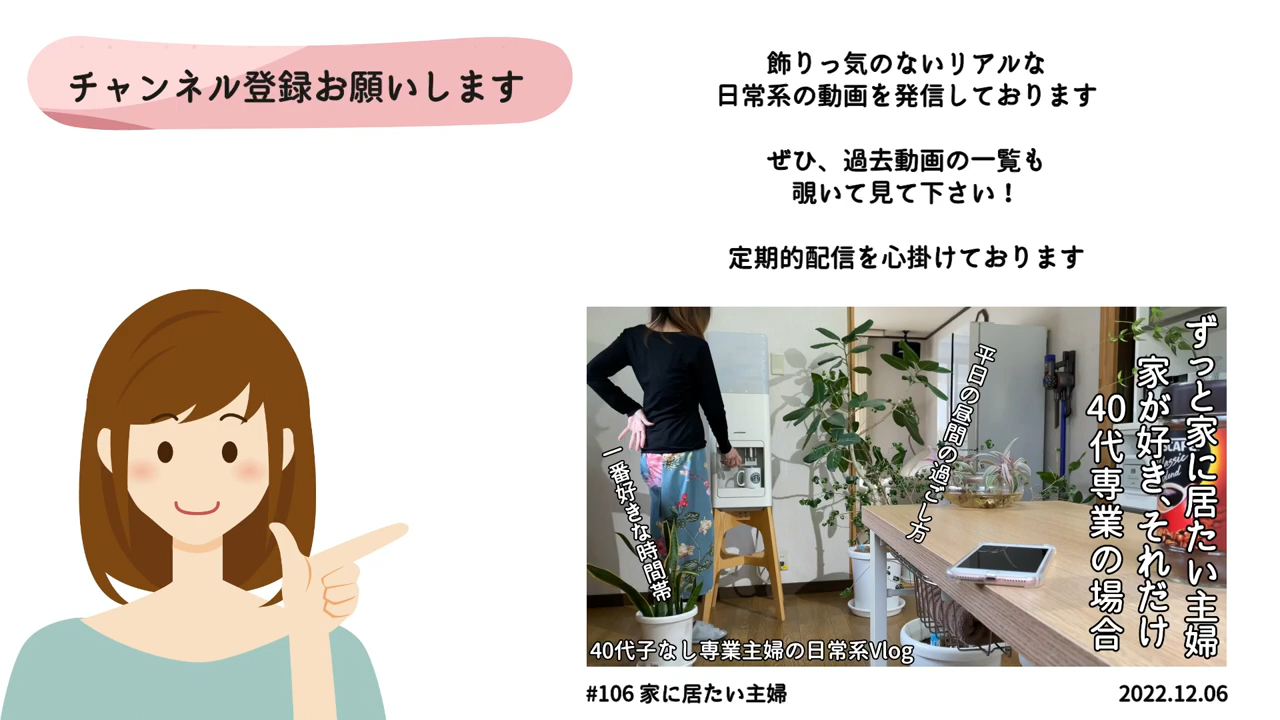 チャンネル登録お願いします
飾りっ気のないリアルな
日常系の動画を発信しております
ぜひ、過去動画の一覧も
覗いて見て下さい！
定期的配信を心掛けております
ずっと家に居たい主婦
家が好き、それだけ
40代専業の場合
平日の昼間の過ごし方
一番好きな時間帯
Classic
40代子なし専業主婦の日常系Vlog
#106 家に居たい主婦
2022.12.06